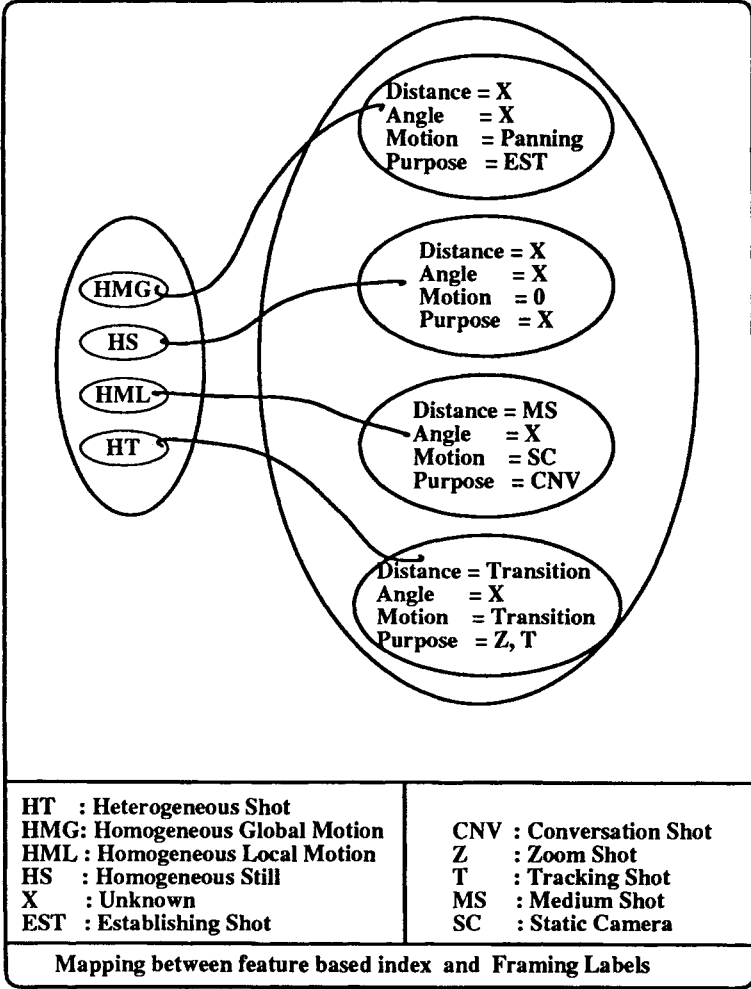 Distance = X
Angle = X
Motion = Panning
Purpose = EST
Distance = X
Angle = X
Motion = 0
Purpose = X
Distance = MS
Angle = X
Motion = SC
Purpose = CNV
Distance = Transition
Angle = X
Motion = Transition
Purpose = Z, T
HMG
HS
HML
HT
HT : Heterogeneous Shot
HMG: Homogeneous Global Motion
HML : Homogeneous Local Motion
HS : Homogeneous Still
X : Unknown
EST : Establishing Shot
CNV : Conversation Shot
Z : Zoom Shot
T : Tracking Shot
MS : Medium Shot
SC : Static Camera
Mapping between feature based index and Framing Labels